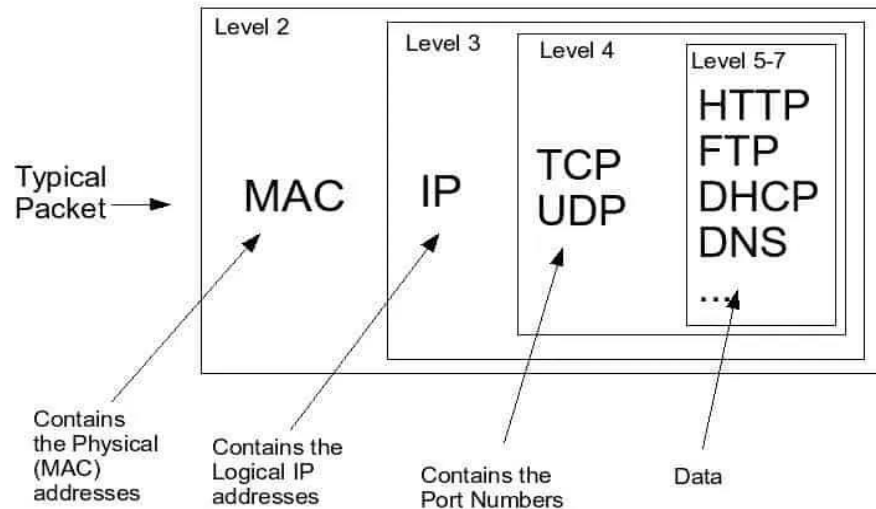 Level 2
Level 3
Level 4
Level 5-7
HTTP
FTP
DHCP
DNS
...
TCP
UDP
IP
MAC
Typical
Packet
Contains
the Physical
(MAC)
addresses
Contains the
Logical IP
addresses
Contains the
Port Numbers
Data